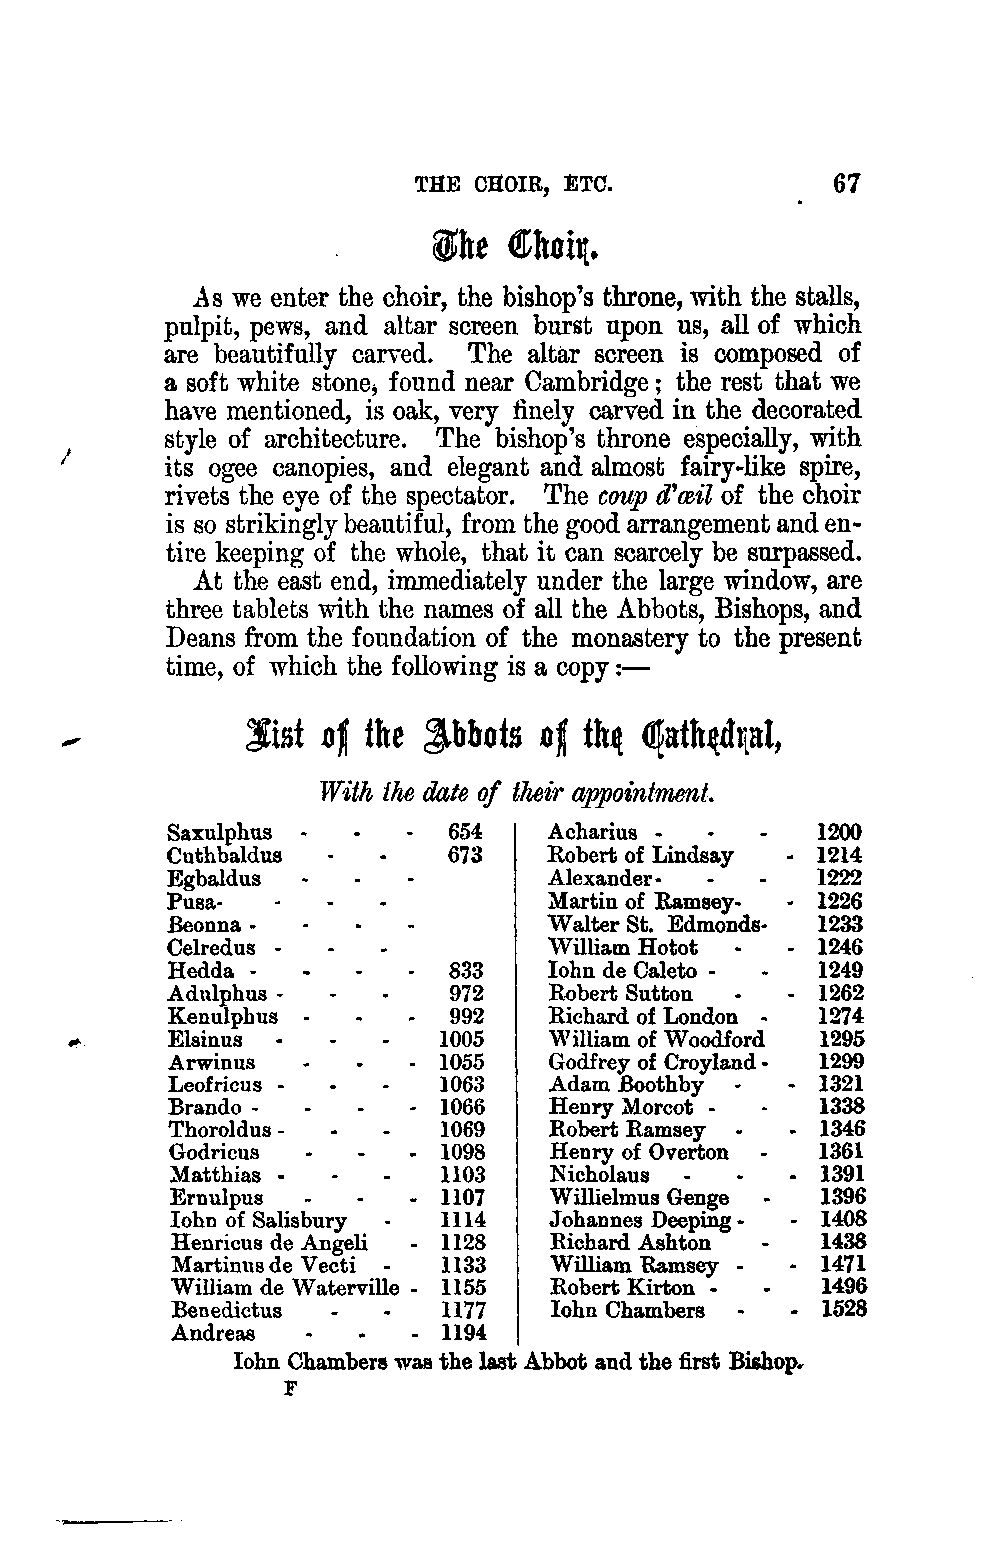 THE CHOIR, ETC. 67
The Choir.
As we enter the choir, the bishop's throne, with the stalls,
pulpit, pews, and altar screen burst upon us, all of which
are beautifully carved. The altar screen is composed of
a soft white stone, found near Cambridge; the rest that we
have mentioned, is oak, very finely carved in the decorated
style of architecture. The bishop's throne especially, with
its ogee canopies, and elegant and almost fairy-like spire,
rivets the eye of the spectator. The coup d'œil of the choir
is so strikingly beautiful, from the good arrangement and en-
tire keeping of the whole, that it can scarcely be surpassed.
At the east end, immediately under the large window, are
three tablets with the names of all the Abbots, Bishops, and
Deans from the foundation of the monastery to the present
time, of which the following is a copy:—
List of the Abbots of the Cathedral,
With the date of their appointment.
Saxulphus - - - 654
Cuthbaldus - - 673
Egbaldus - - -
Pusa- - - -
Beonna - - - -
Celredus - - -
Hedda - - - - 833
Adulphus - - - 972
Kenulphus - - - 992
Elsinus - - - 1005
Arwinus - - - 1055
Leofricus - - - 1063
Brando - - - - 1066
Thoroldus - - - 1069
Godricus - - - 1098
Matthias - - - 1103
Ernulpus - - - 1107
Iohn of Salisbury - 1114
Henricus de Angeli - 1128
Martinus de Vecti - 1133
William de Waterville - 1155
Benedictus - - 1177
Andreas - - - 1194
Acharius - - - 1200
Robert of Lindsay - 1214
Alexander- - - 1222
Martin of Ramsey- - 1226
Walter St. Edmonds- 1233
William Hotot - - 1246
Iohn de Caleto - - 1249
Robert Sutton - - 1262
Richard of London - 1274
William of Woodford 1295
Godfrey of Croyland - 1299
Adam Boothby - - 1321
Henry Morcot - - 1338
Robert Ramsey - - 1346
Henry of Overton - 1361
Nicholaus - - - 1391
Willielmus Genge - 1396
Johannes Deeping - - 1408
Richard Ashton - 1438
William Ramsey - - 1471
Robert Kirton - - 1496
Iohn Chambers - - 1528
Iohn Chambers was the last Abbot and the first Bishop.
F